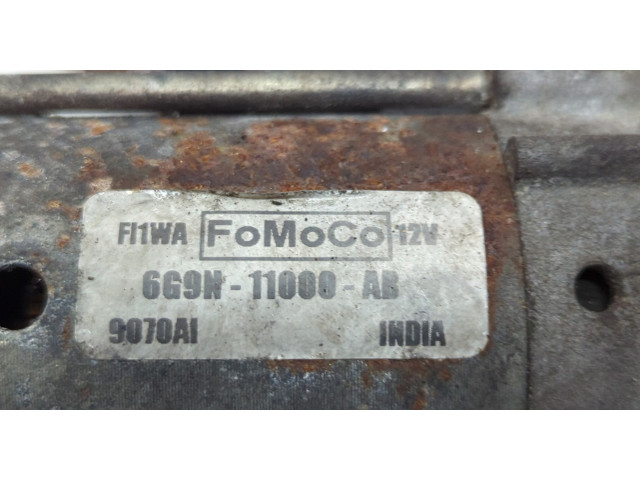 FI1WA FoMoCo 12V
6G9N - 11000 - AB
9070AI INDIA